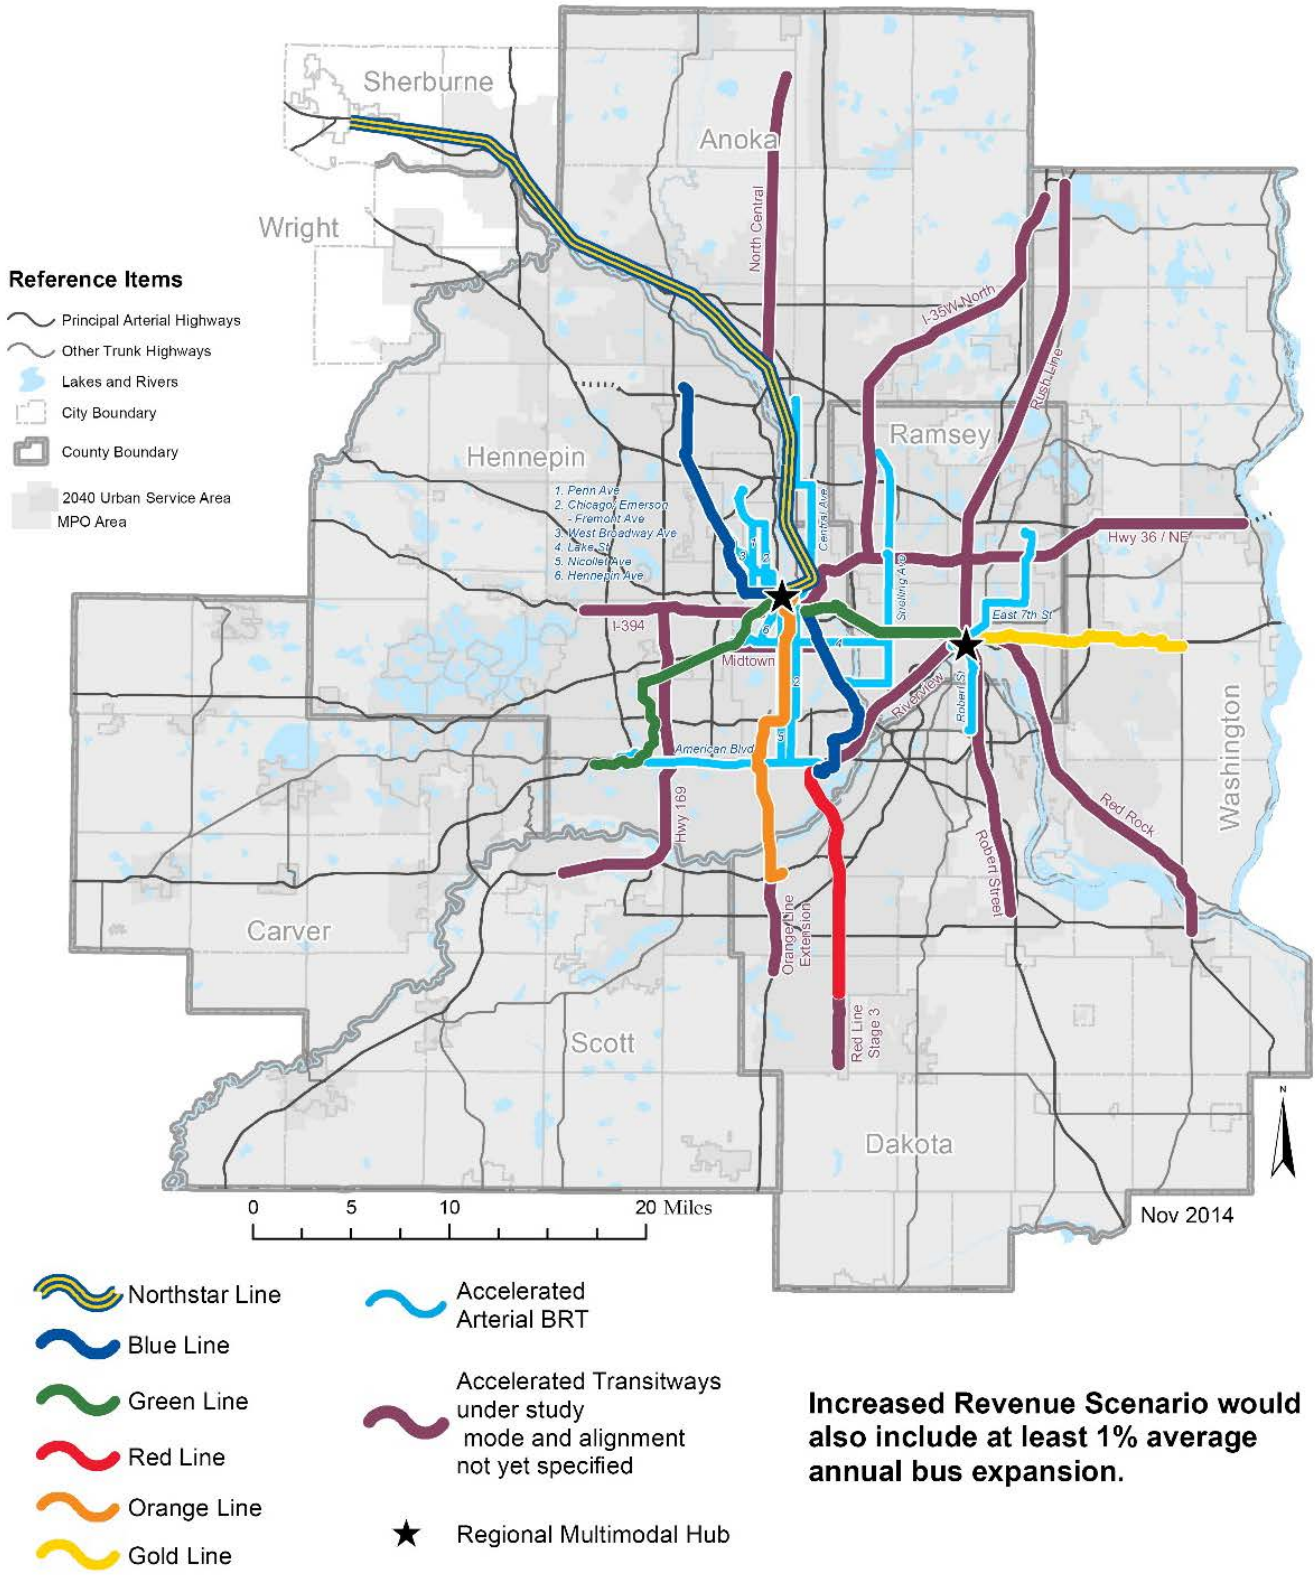 Sherburne
Anoka
Wright
North Central
Reference Items
Principal Arterial Highways
Other Trunk Highways
Lakes and Rivers
City Boundary
County Boundary
2040 Urban Service Area
MPO Area
I-35W North
Rush Line
Ramsey
Hennepin
1. Penn Ave
2. Chicago/Emerson
- Fremont Ave
3. West Broadway Ave
4. Lake St
5. Nicollet Ave
6. Hennepin Ave
Central Ave
Hwy 36 / NE
1
3
2
Snelling Ave
East 7th St
I-394
6
4
Midtown
2
Riverview
Robert St
5
American Blvd
Washington
Hwy 169
Red Rock
Robert Street
Carver
Orange Line
Extension
Scott
Red Line
Stage 3
Dakota
N
0 5 10 20 Miles
Nov 2014
Northstar Line
Blue Line
Green Line
Red Line
Orange Line
Gold Line
Accelerated
Arterial BRT
Accelerated Transitways
under study
mode and alignment
not yet specified
Regional Multimodal Hub
Increased Revenue Scenario would
also include at least 1% average
annual bus expansion.